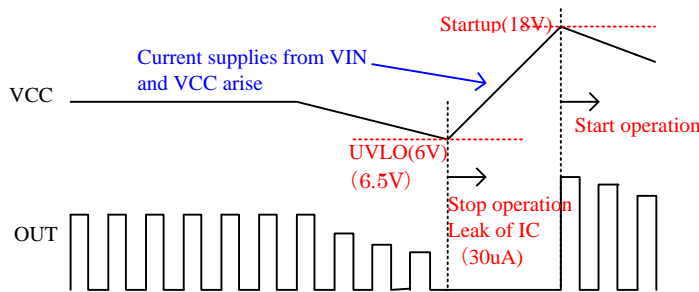 Startup(18V)
Current supplies from VIN
and VCC arise
VCC
Start operation
UVLO(6V)
（6.5V）
Stop operation
Leak of IC
（30uA)
OUT